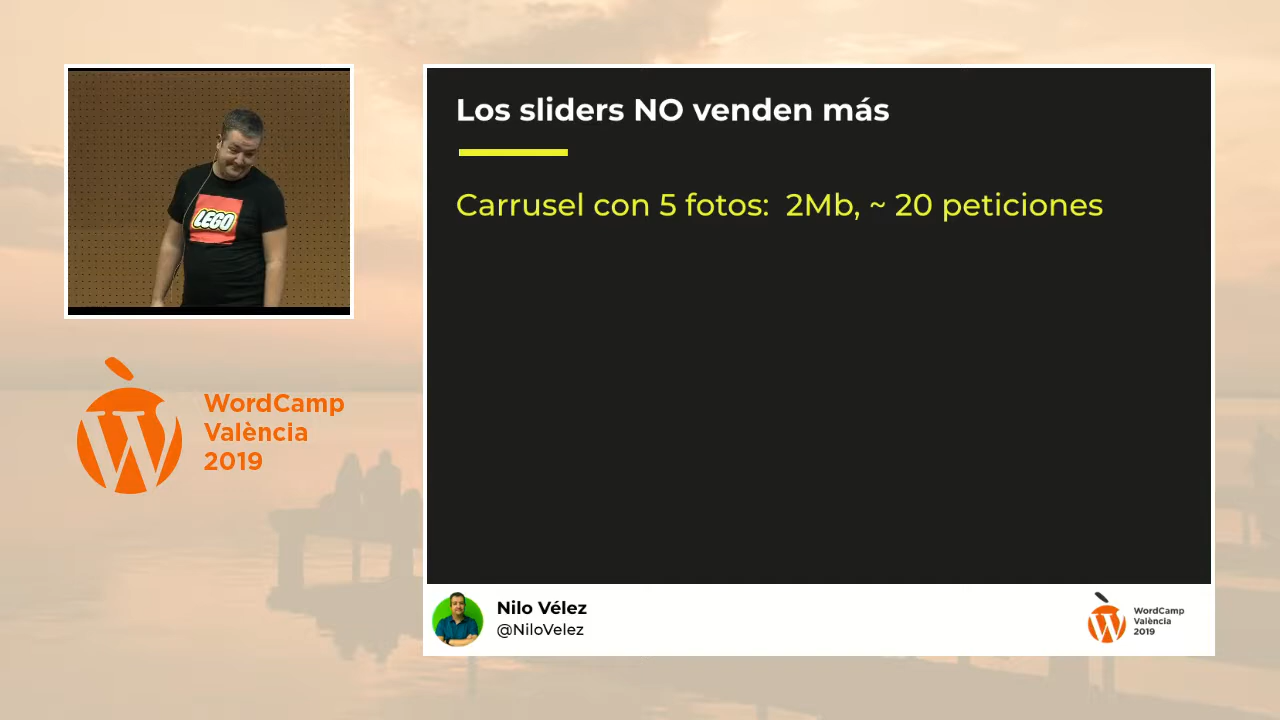 LEGO
WordCamp
València
2019
Los sliders NO venden más
Carrusel con 5 fotos:  2Mb, ~ 20 peticiones
Nilo Vélez
@NiloVelez
WordCamp
València
2019